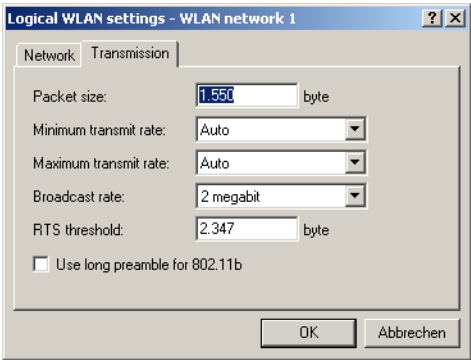 Logical WLAN settings - WLAN network 1
Network Transmission
Packet size: 1.550 byte
Minimum transmit rate: Auto
Maximum transmit rate: Auto
Broadcast rate: 2 megabit
RTS threshold: 2.347 byte
Use long preamble for 802.11b
OK Abbrechen